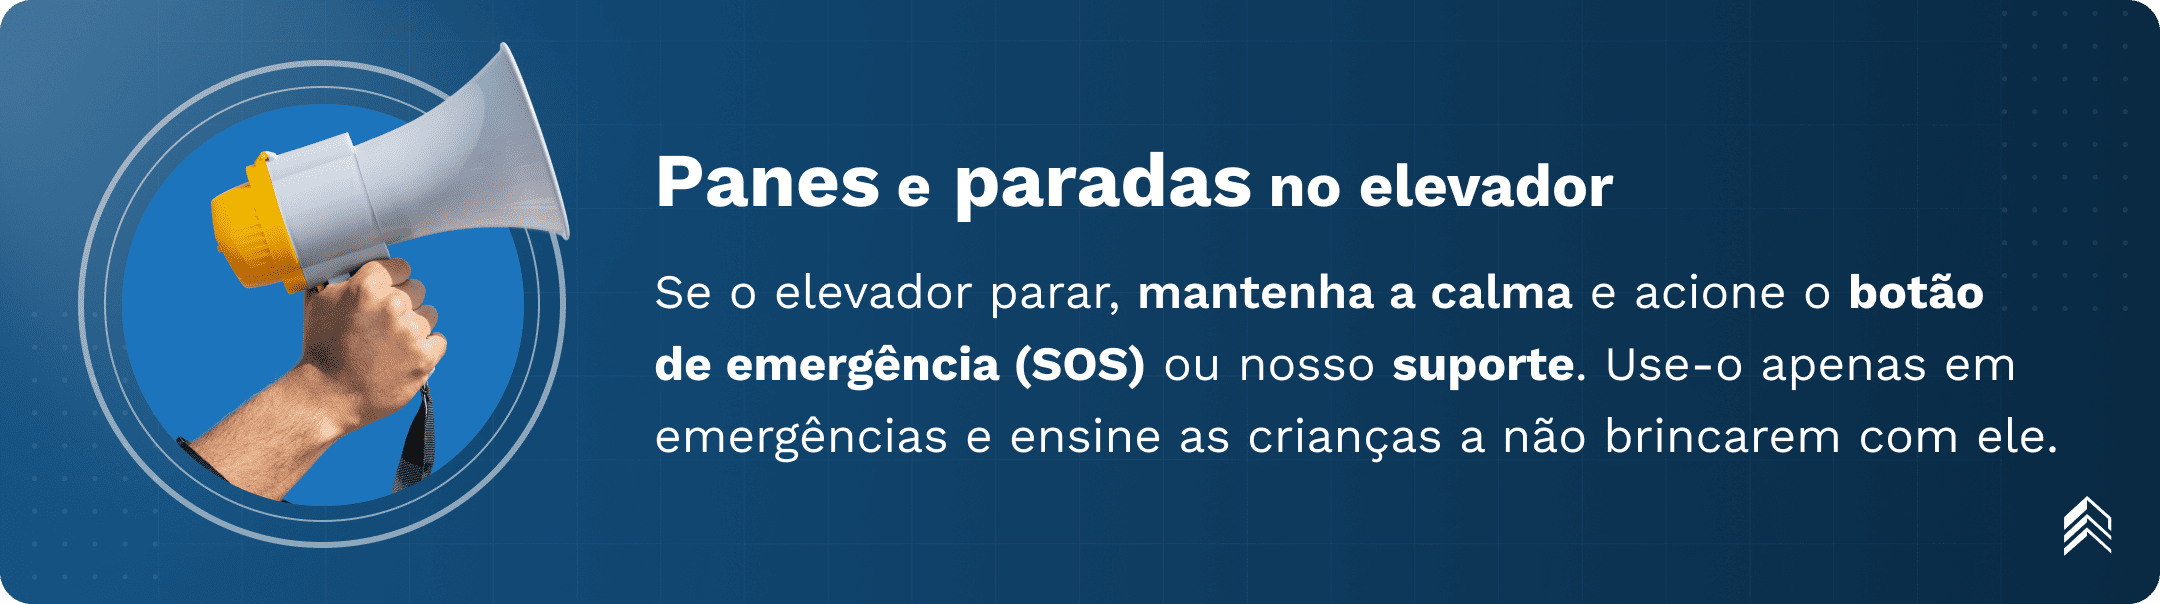 Panes e paradas no elevador
Se o elevador parar, mantenha a calma e acione o botão
de emergência (SOS) ou nosso suporte. Use-o apenas em
emergências e ensine as crianças a não brincarem com ele.